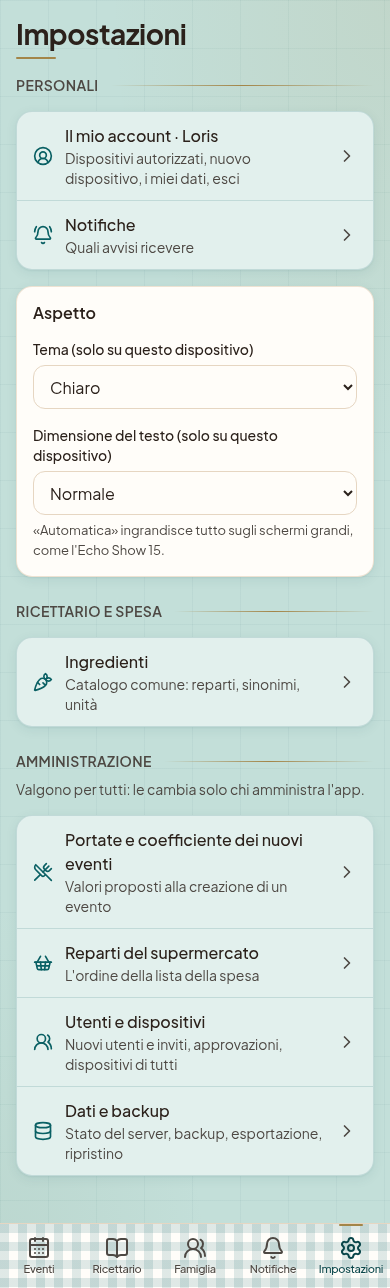 Impostazioni
PERSONALI
Il mio account · Loris
Dispositivi autorizzati, nuovo
dispositivo, i miei dati, esci
Notifiche
Quali avvisi ricevere
Aspetto
Tema (solo su questo dispositivo)
Chiaro
Dimensione del testo (solo su questo
dispositivo)
Normale
«Automatica» ingrandisce tutto sugli schermi grandi,
come l'Echo Show 15.
RICETTARIO E SPESA
Ingredienti
Catalogo comune: reparti, sinonimi,
unità
AMMINISTRAZIONE
Valgono per tutti: le cambia solo chi amministra l'app.
Portate e coefficiente dei nuovi
eventi
Valori proposti alla creazione di un
evento
Reparti del supermercato
L'ordine della lista della spesa
Utenti e dispositivi
Nuovi utenti e inviti, approvazioni,
dispositivi di tutti
Dati e backup
Stato del server, backup, esportazione,
ripristino
Eventi
Ricettario
Famiglia
Notifiche
Impostazioni